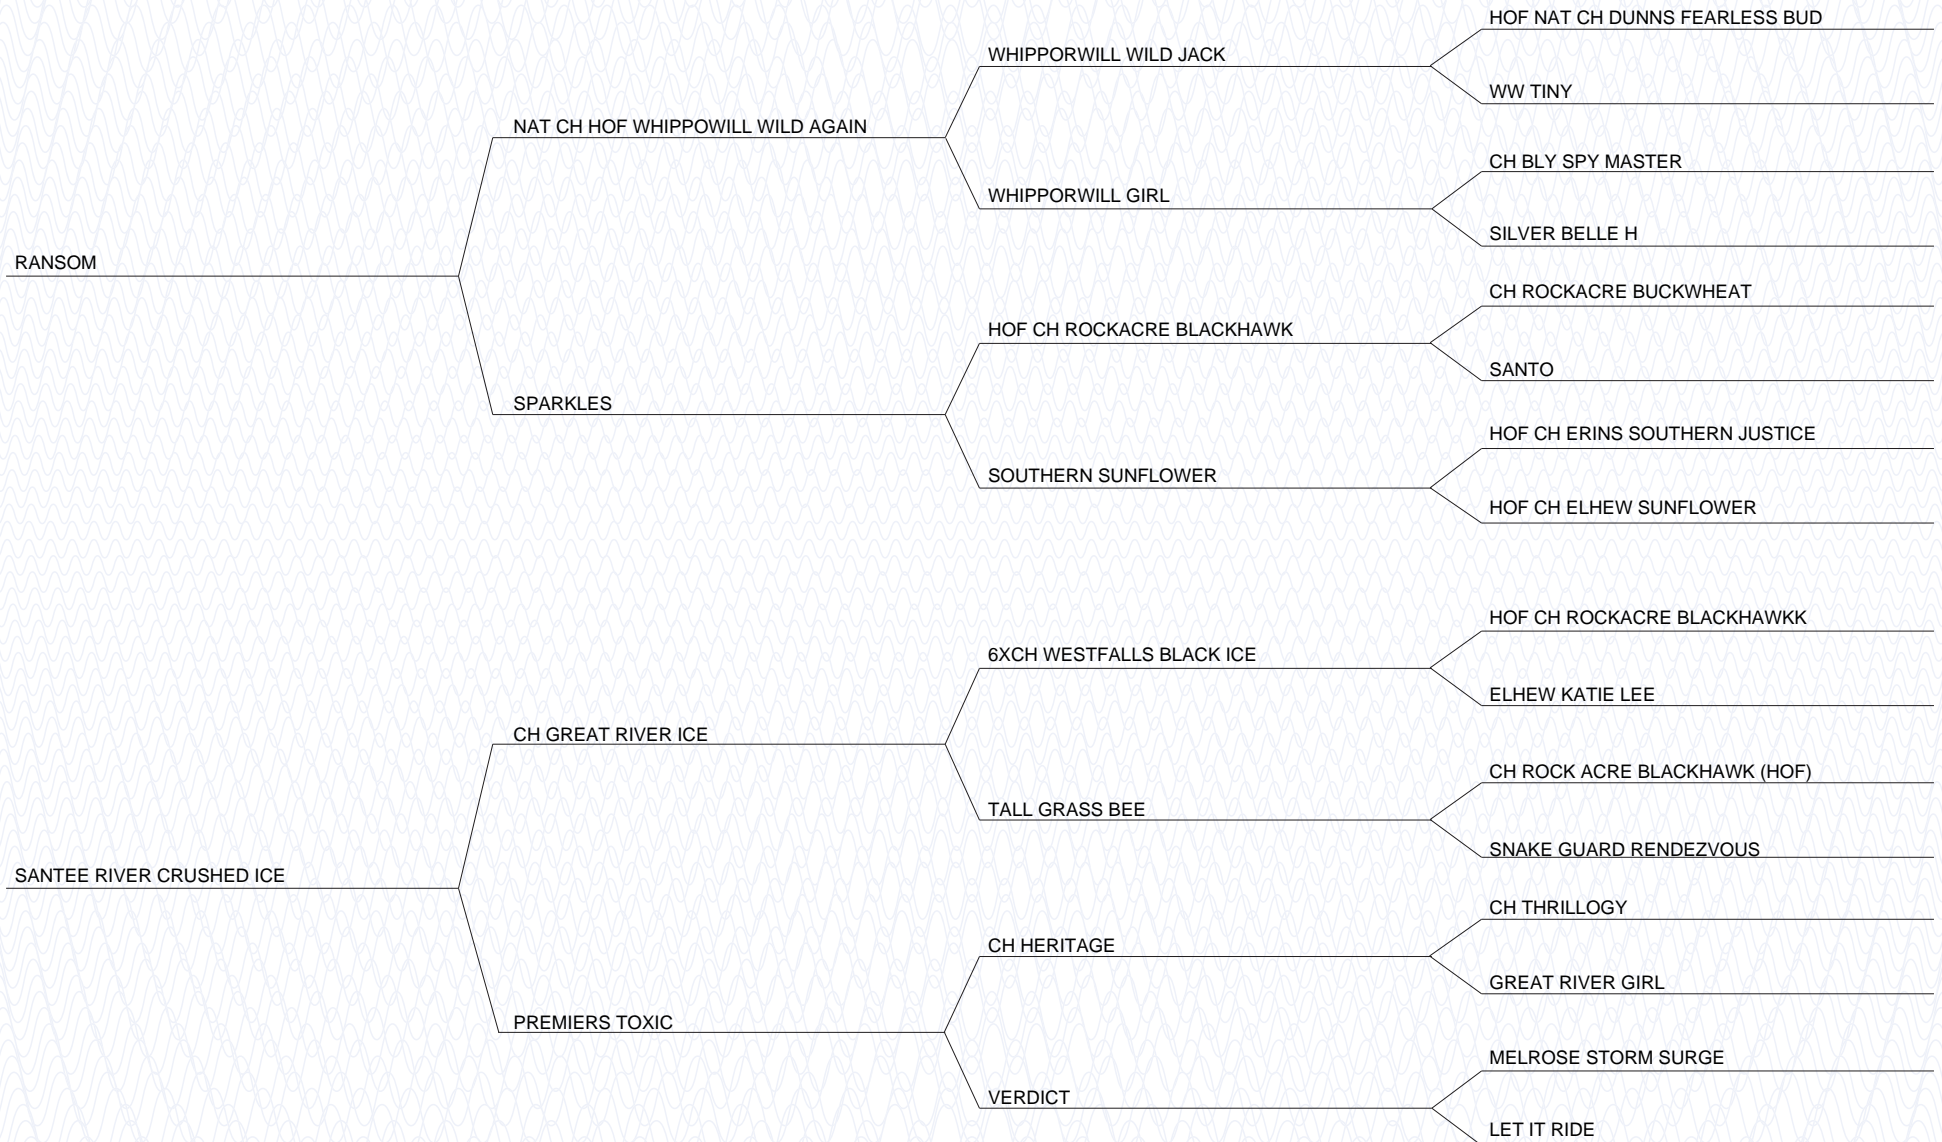 HOF NAT CH DUNNS FEARLESS BUD
WHIPPORWILL WILD JACK
WW TINY
NAT CH HOF WHIPPOWILL WILD AGAIN
CH BLY SPY MASTER
WHIPPORWILL GIRL
SILVER BELLE H
RANSOM
CH ROCKACRE BUCKWHEAT
HOF CH ROCKACRE BLACKHAWK
SANTO
SPARKLES
HOF CH ERINS SOUTHERN JUSTICE
SOUTHERN SUNFLOWER
HOF CH ELHEW SUNFLOWER
HOF CH ROCKACRE BLACKHAWKK
6XCH WESTFALLS BLACK ICE
ELHEW KATIE LEE
CH GREAT RIVER ICE
CH ROCK ACRE BLACKHAWK (HOF)
TALL GRASS BEE
SNAKE GUARD RENDEZVOUS
SANTEE RIVER CRUSHED ICE
CH THRILLOGY
CH HERITAGE
GREAT RIVER GIRL
PREMIERS TOXIC
MELROSE STORM SURGE
VERDICT
LET IT RIDE